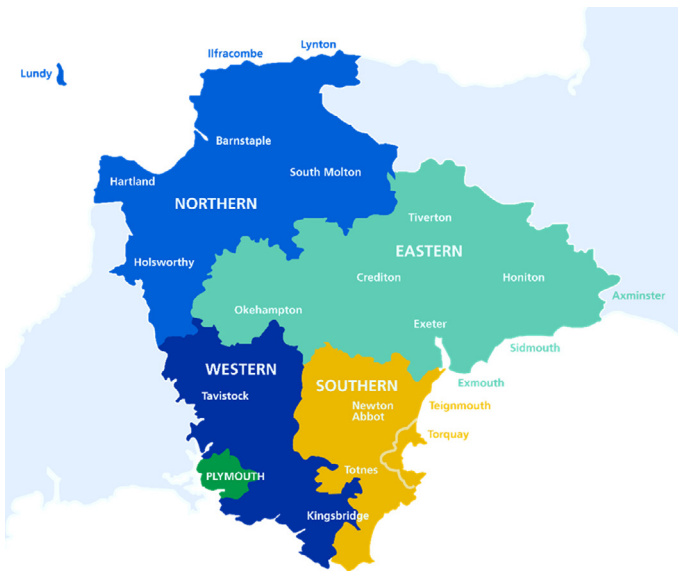 Lynton
Ilfracombe
Lundy
Barnstaple
South Molton
Hartland
NORTHERN
Tiverton
EASTERN
Holsworthy
Crediton
Honiton
Axminster
Okehampton
Exeter
Sidmouth
WESTERN
SOUTHERN
Exmouth
Tavistock
Newton
Abbot
Teignmouth
Torquay
Totnes
PLYMOUTH
Kingsbridge